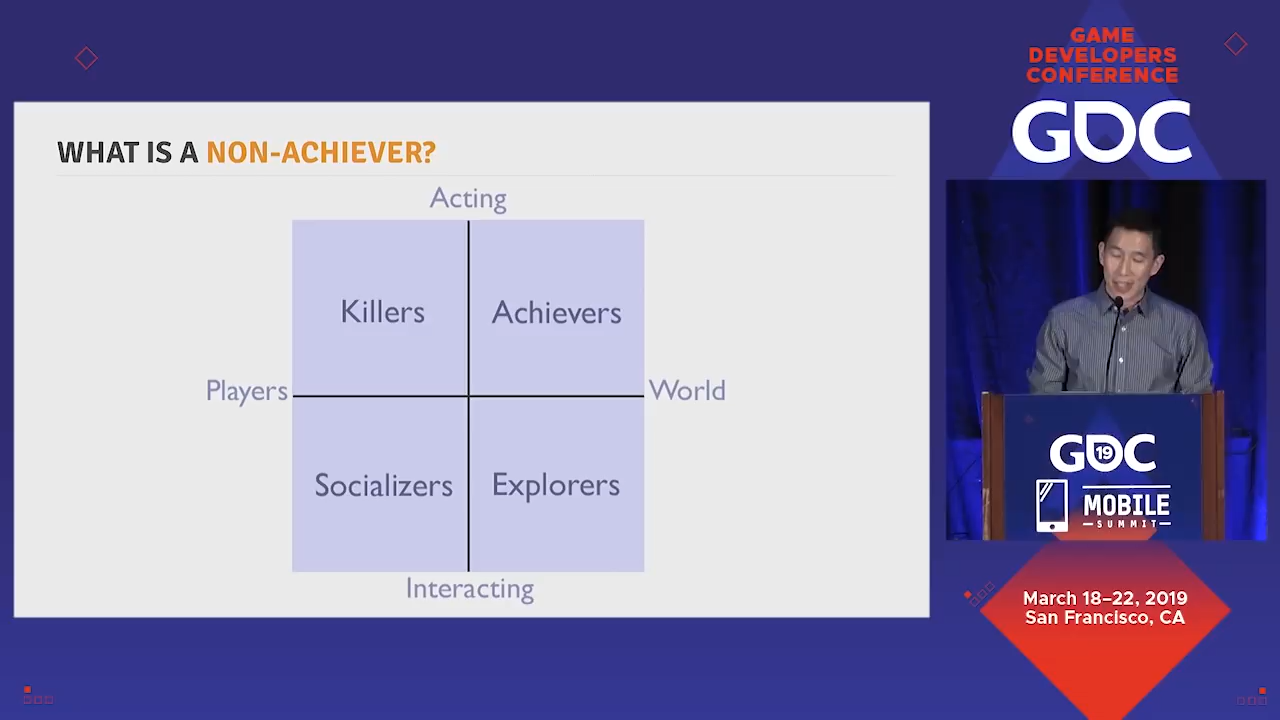 WHAT IS A NON-ACHIEVER?
Acting
Killers
Achievers
Players
World
Socializers
Explorers
Interacting
GAME
DEVELOPERS
CONFERENCE
GDC
GDC
19
MOBILE
SUMMIT
March 18–22, 2019
San Francisco, CA